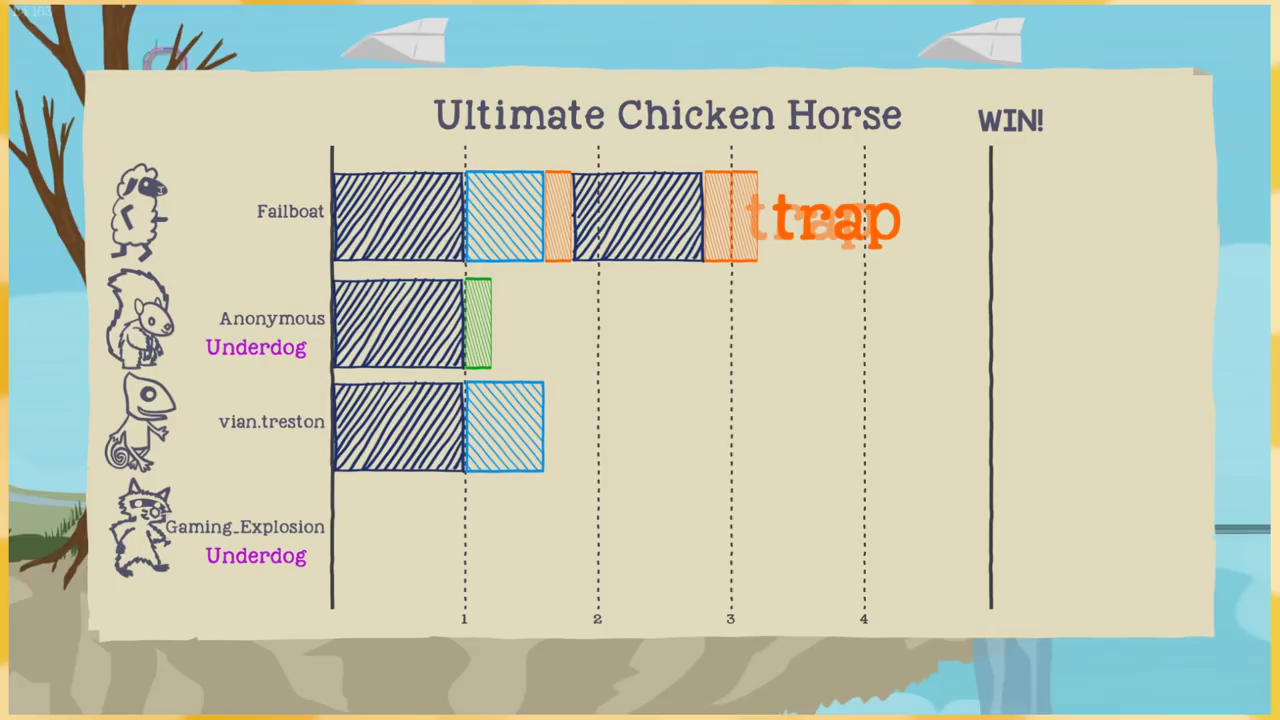 Ultimate Chicken Horse
WIN!
Failboat
trap
Anonymous
Underdog
vian.treston
Gaming_Explosion
Underdog
1 2 3 4